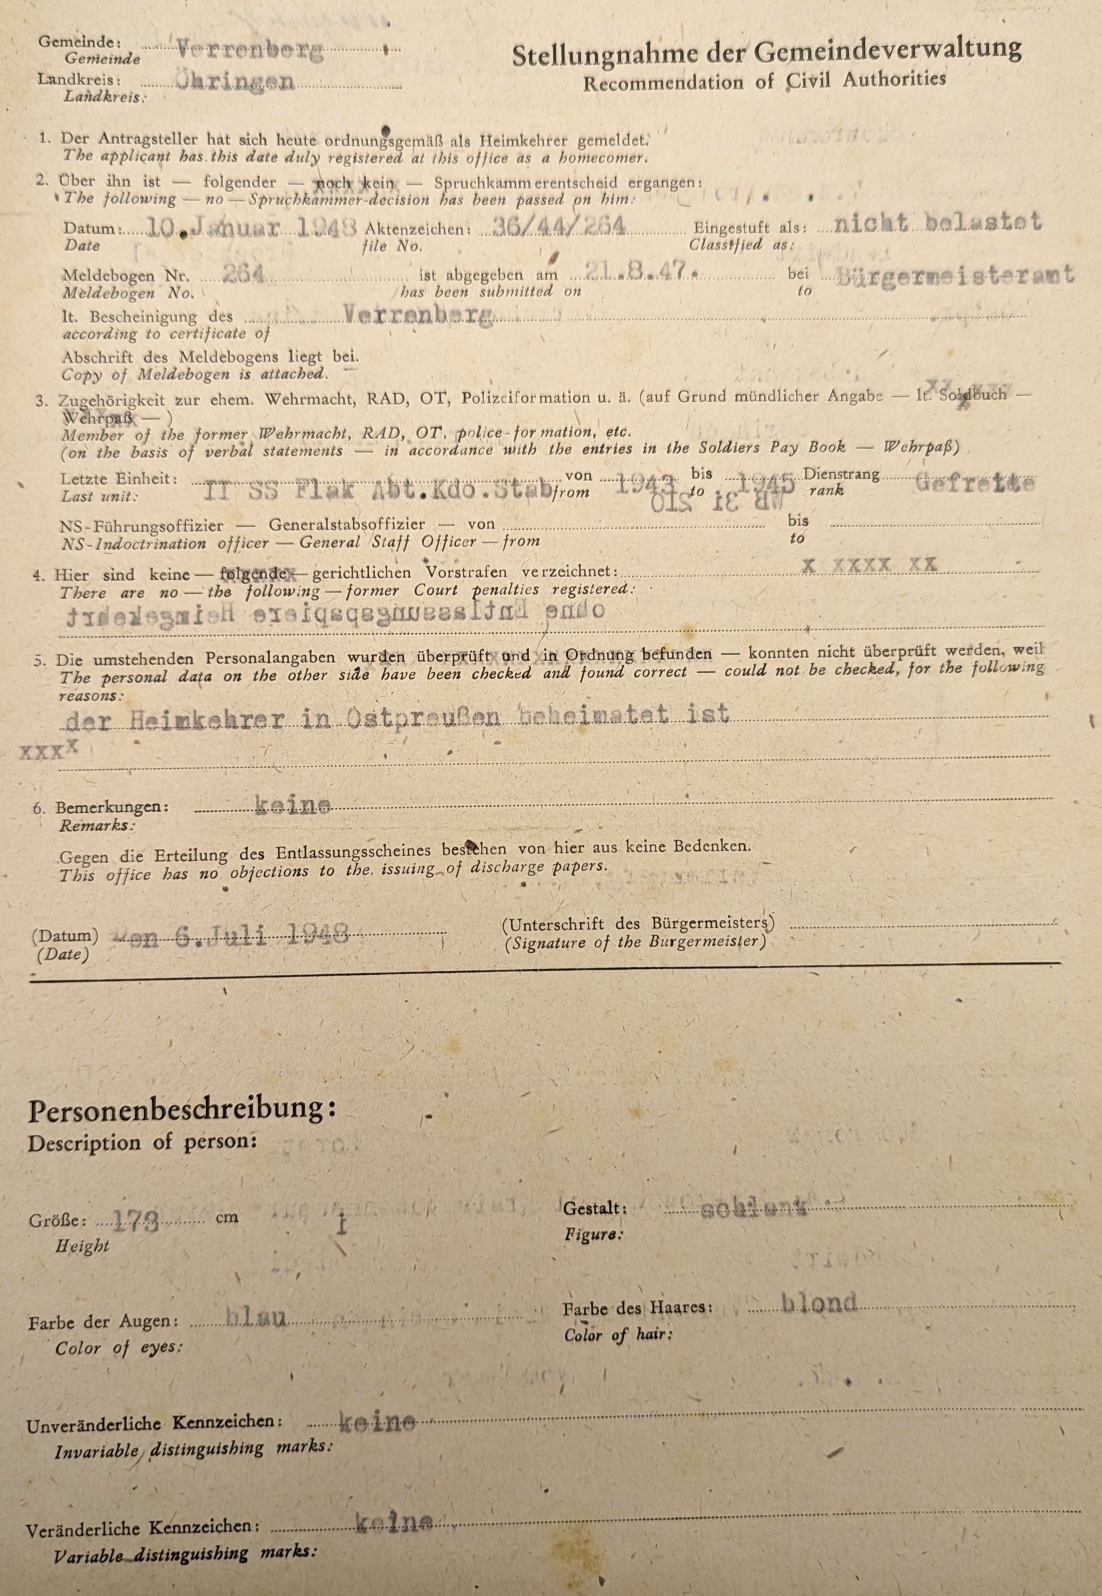 Gemeinde: Verrenberg
Gemeinde
Stellungnahme der Gemeindeverwaltung
Recommendation of Civil Authorities
Landkreis: Öhringen
Landkreis:
1. Der Antragsteller hat sich heute ordnungsgemäß als Heimkehrer gemeldet.
The applicant has this date duly registered at this office as a homecomer.
2. Über ihn ist — folgender — noch kein — Spruchkammerentscheid ergangen:
The following — no — Spruchkammer-decision has been passed on him:
Datum: 10.Januar 1948 Aktenzeichen: 36/44/264 Eingestuft als: nicht belastet
Date file No. Classified as:
Meldebogen Nr. 264 ist abgegeben am 21.8.47. bei Bürgermeisteramt
Meldebogen No. has been submitted on to
lt. Bescheinigung des Verrenberg
according to certificate of
Abschrift des Meldebogens liegt bei.
Copy of Meldebogen is attached.
3. Zugehörigkeit zur ehem. Wehrmacht, RAD, OT, Polizeiformation u. ä. (auf Grund mündlicher Angabe — lt. Soldbuch —
Wehrpaß — )
Member of the former Wehrmacht, RAD, OT, police-formation, etc.
(on the basis of verbal statements — in accordance with the entries in the Soldiers Pay Book — Wehrpaß)
Letzte Einheit: II SS Flak Abt.Kdo.Stab von 1943 bis 1945 Dienstrang Gefreite
Last unit: from to rank
WR 31 210
NS-Führungsoffizier — Generalstabsoffizier — von bis
NS-Indoctrination officer — General Staff Officer — from to
4. Hier sind keine — folgende — gerichtlichen Vorstrafen verzeichnet: x xxxx xx
There are no — the following — former Court penalties registered:
ohne Entlassungspapiere Heimgekehrt
5. Die umstehenden Personalangaben wurden überprüft und in Ordnung befunden — konnten nicht überprüft werden, weil
The personal data on the other side have been checked and found correct — could not be checked, for the following
reasons:
der Heimkehrer in Ostpreußen beheimatet ist
xxxx
6. Bemerkungen: keine
Remarks:
Gegen die Erteilung des Entlassungsscheines bestehen von hier aus keine Bedenken.
This office has no objections to the issuing of discharge papers.
(Datum) den 6.Juli 1948 (Unterschrift des Bürgermeisters)
(Date) (Signature of the Burgermeister)
Personenbeschreibung:
Description of person:
Größe: 173 cm Gestalt: schlank
Height Figure:
Farbe der Augen: blau Farbe des Haares: blond
Color of eyes: Color of hair:
Unveränderliche Kennzeichen: keine
Invariable distinguishing marks:
Veränderliche Kennzeichen: keine
Variable distinguishing marks: